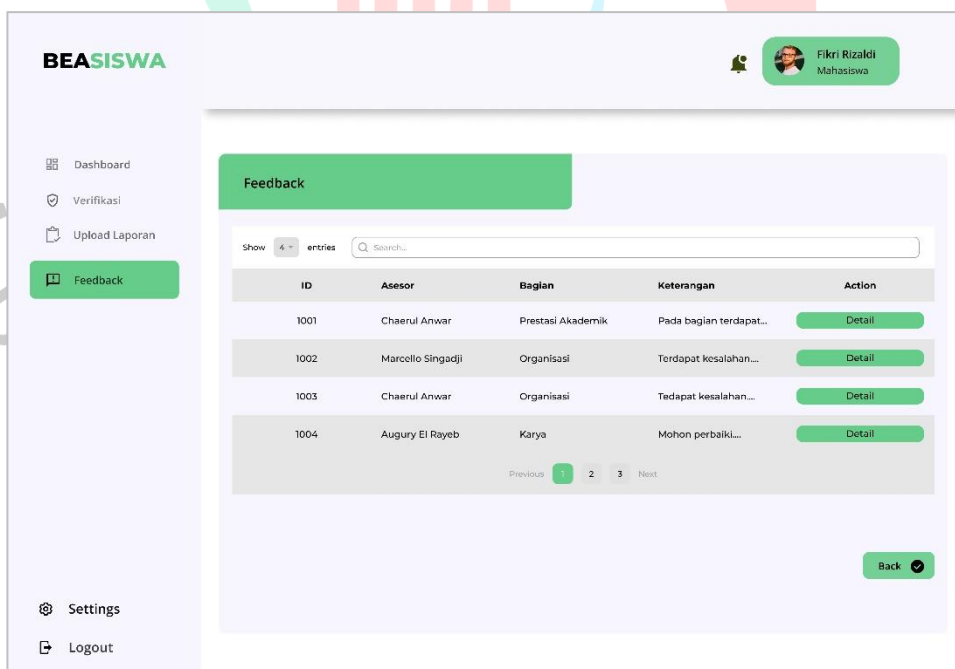 BEASISWA
Fikri Rizaldi
Mahasiswa
Dashboard
Verifikasi
Upload Laporan
Feedback
Settings
Logout
Feedback
Show 4 entries Search...
ID Asesor Bagian Keterangan Action
1001 Chaerul Anwar Prestasi Akademik Pada bagian terdapat... Detail
1002 Marcello Singadji Organisasi Terdapat kesalahan.... Detail
1003 Chaerul Anwar Organisasi Tedapat kesalahan.... Detail
1004 Augury El Rayeb Karya Mohon perbaiki.... Detail
Previous 1 2 3 Next
Back